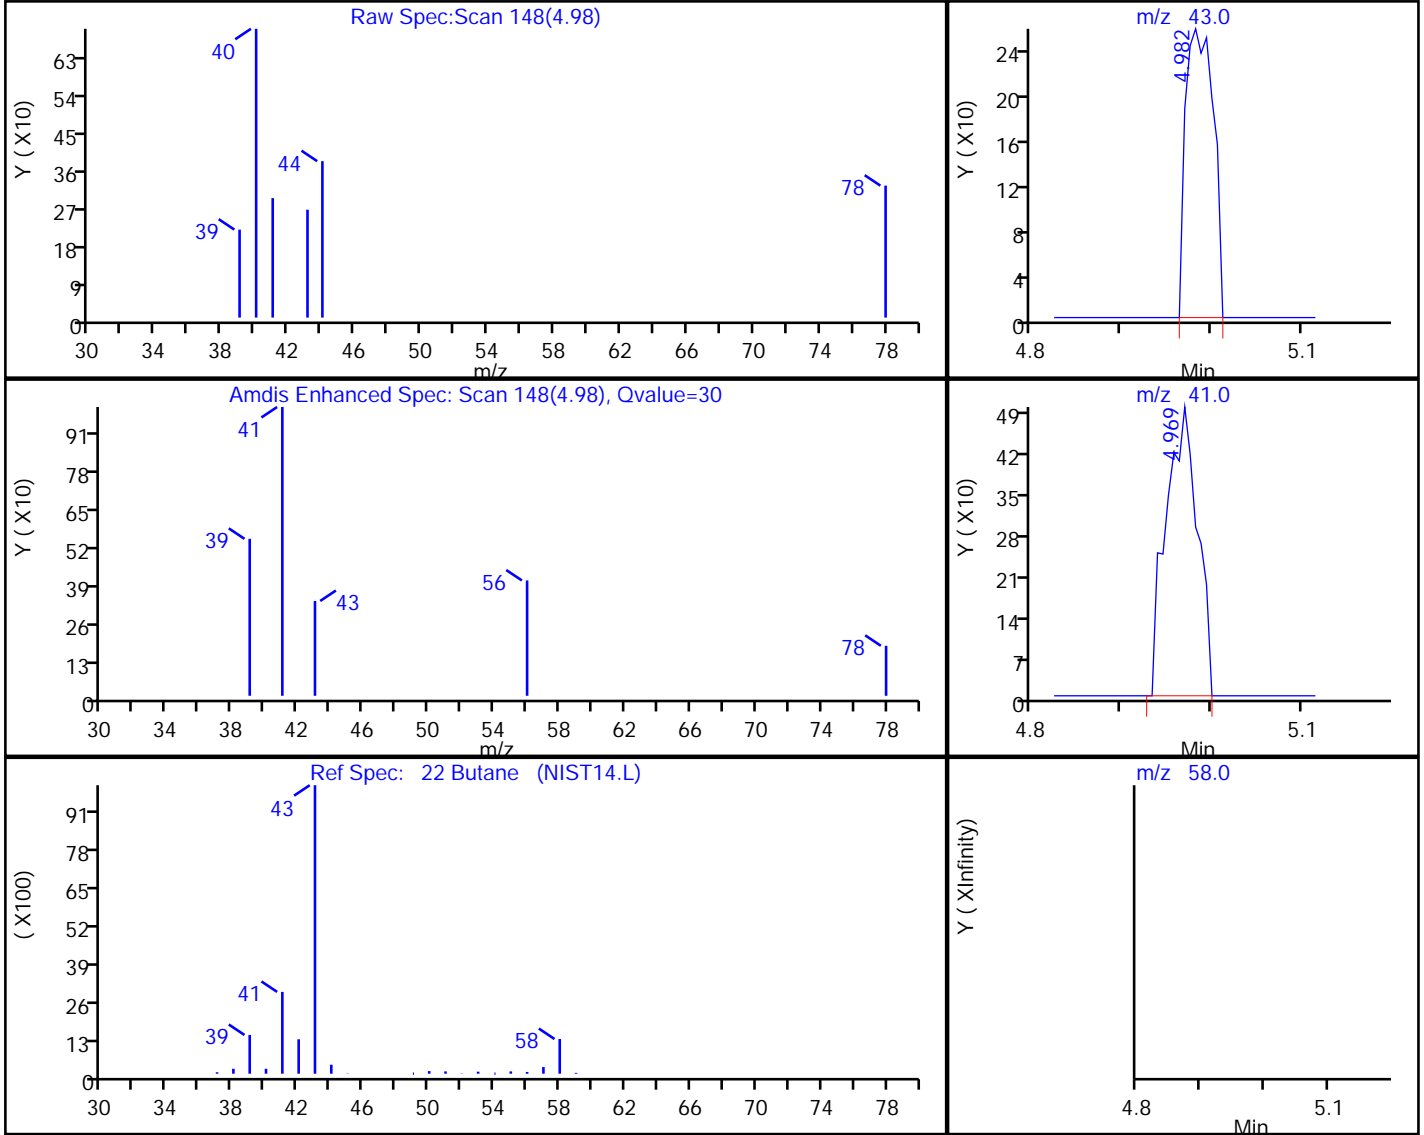 Raw Spec:Scan 148(4.98)
Y ( X10)
63
54
45
36
27
18
9
0
40
39
44
78
30 34 38 42 46 50 54 58 62 66 70 74 78
m/z
m/z 43.0
Y ( X10)
24
20
16
12
8
4
0
4.982
4.8 5.1
Min
Amdis Enhanced Spec: Scan 148(4.98), Qvalue=30
Y ( X10)
91
78
65
52
39
26
13
0
41
39
43
56
78
30 34 38 42 46 50 54 58 62 66 70 74 78
m/z
m/z 41.0
Y ( X10)
49
42
35
28
21
14
7
0
4.969
4.8 5.1
Min
Ref Spec: 22 Butane (NIST14.L)
( X100)
91
78
65
52
39
26
13
0
43
41
39
58
30 34 38 42 46 50 54 58 62 66 70 74 78
m/z 58.0
Y ( XInfinity)
4.8 5.1
Min